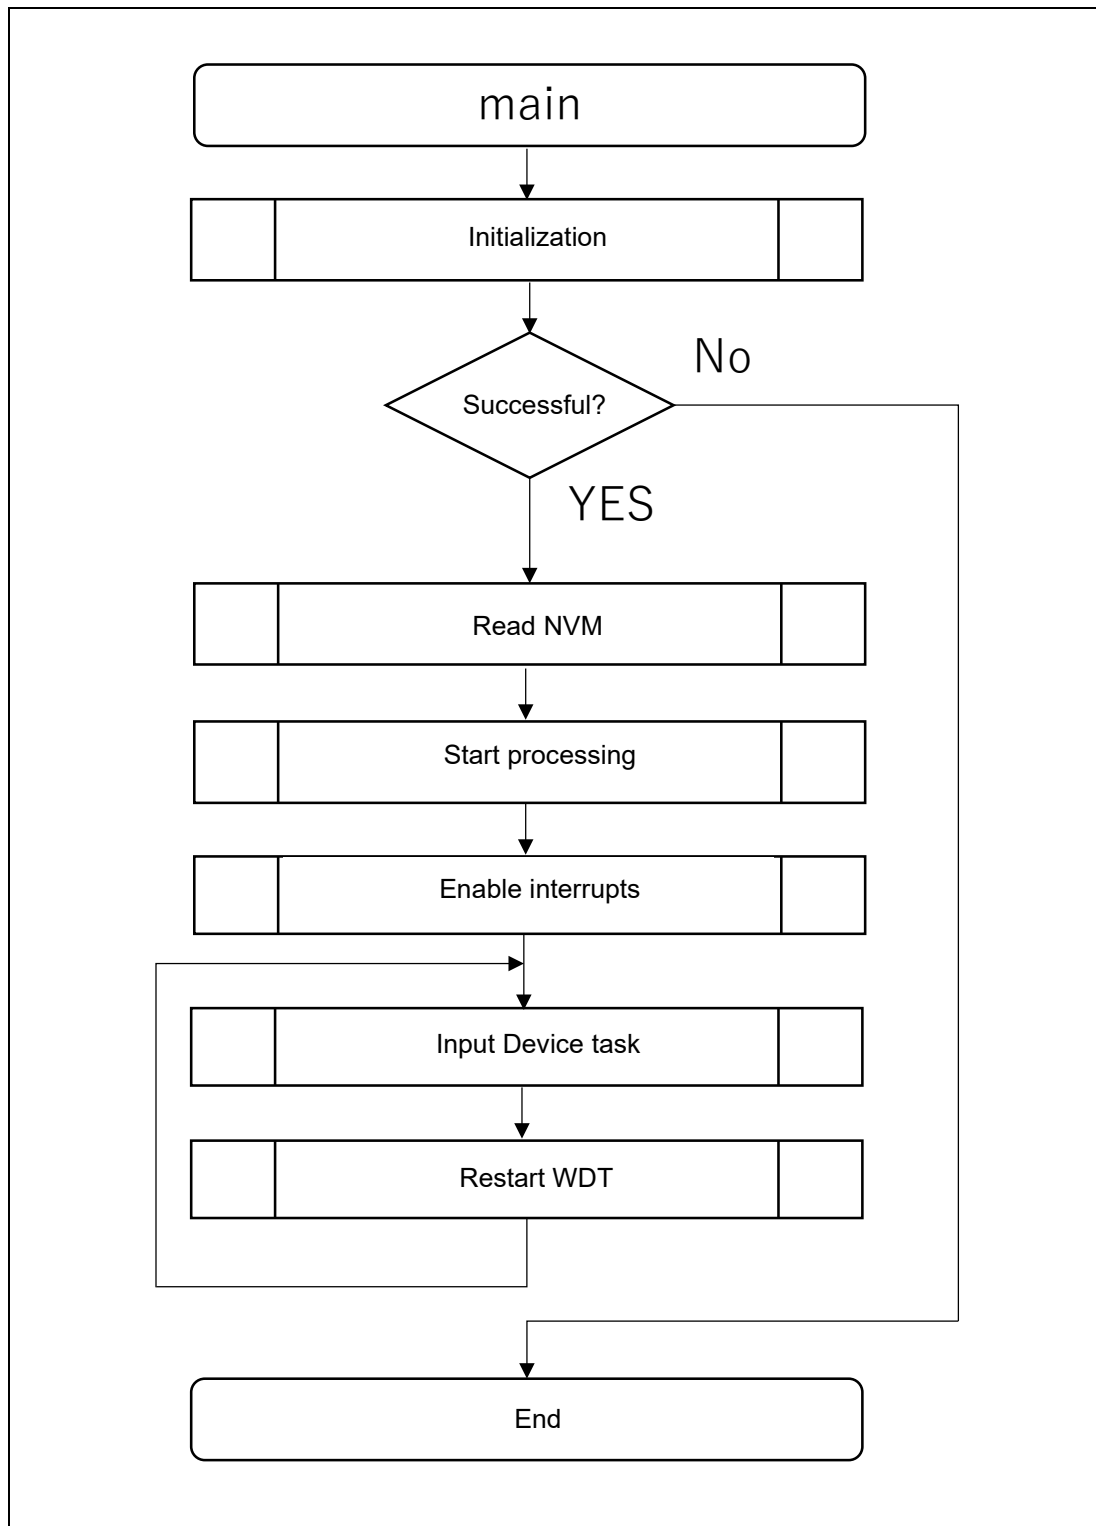 main
Initialization
No
Successful?
YES
Read NVM
Start processing
Enable interrupts
Input Device task
Restart WDT
End